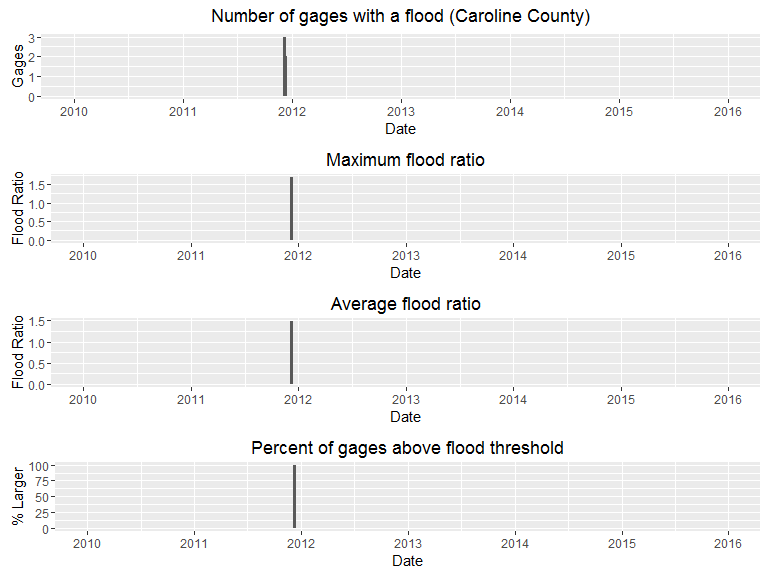 Number of gages with a flood (Caroline County)
Gages
3
2
1
0
2010 2011 2012 2013 2014 2015 2016
Date
Maximum flood ratio
Flood Ratio
1.5
1.0
0.5
0.0
2010 2011 2012 2013 2014 2015 2016
Date
Average flood ratio
Flood Ratio
1.5
1.0
0.5
0.0
2010 2011 2012 2013 2014 2015 2016
Date
Percent of gages above flood threshold
% Larger
100
75
50
25
0
2010 2011 2012 2013 2014 2015 2016
Date